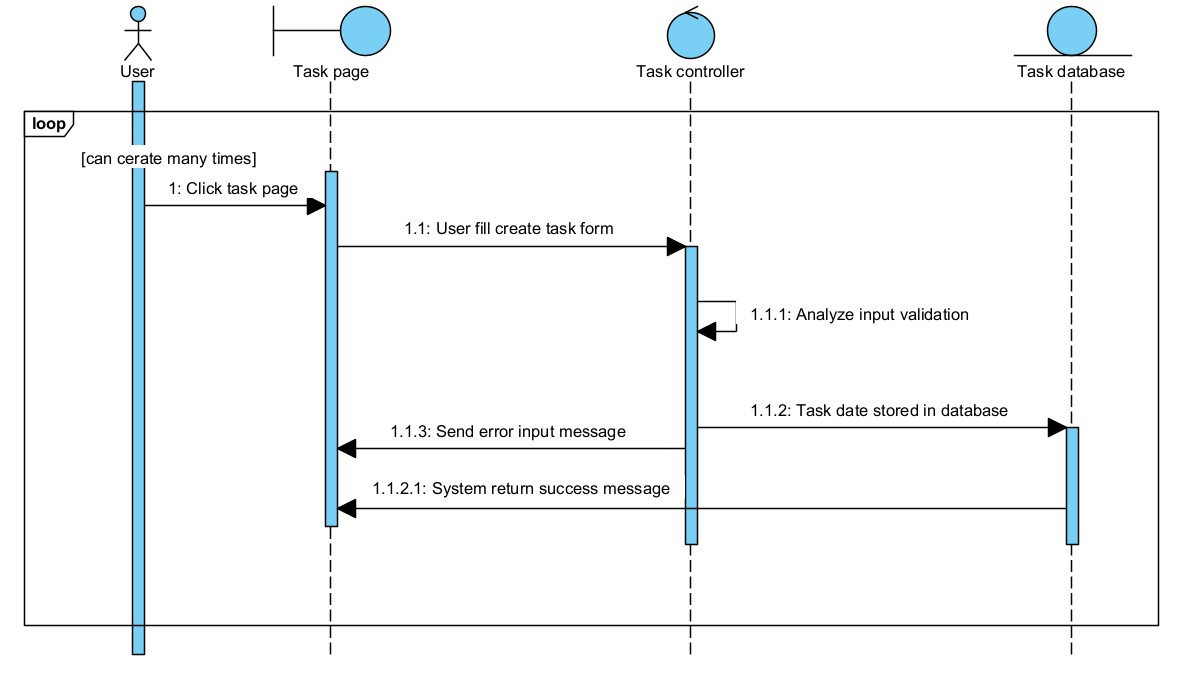 User
Task page
Task controller
Task database
loop
[can cerate many times]
1: Click task page
1.1: User fill create task form
1.1.1: Analyze input validation
1.1.2: Task date stored in database
1.1.3: Send error input message
1.1.2.1: System return success message